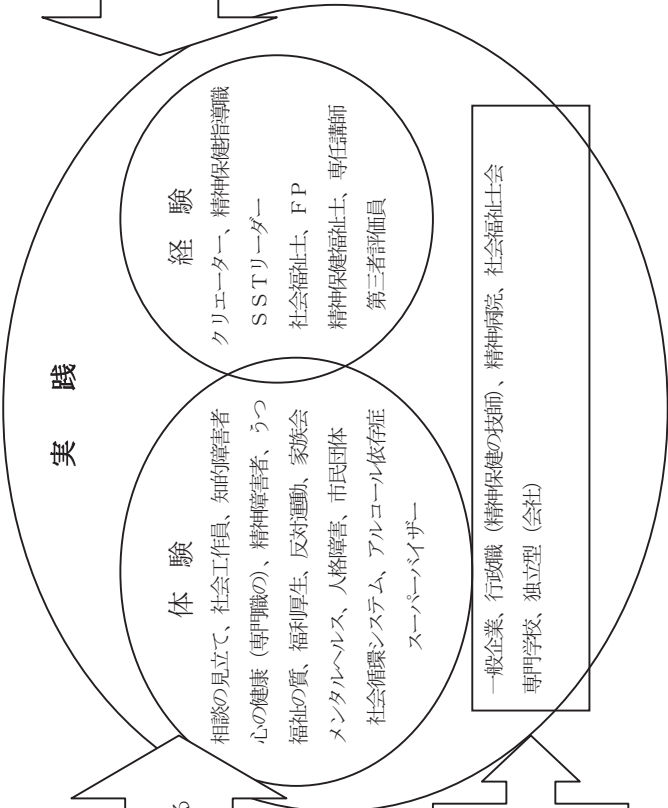 実 践
体 験
相談の見立て、社会工作員、知的障害者
心の健康（専門職の）、精神障害者、うつ
福祉の質、福利厚生、反対運動、家族会
メンタルヘルス、人格障害、市民団体
社会循環システム、アルコール依存症
スーパーバイザー
経 験
クリエーター、精神保健指導職
ＳＳＴリーダー
社会福祉士、ＦＰ
精神保健福祉士、専任講師
第三者評価員
一般企業、行政職（精神保健の技師）、精神病院、社会福祉士会
専門学校、独立型（会社）
る